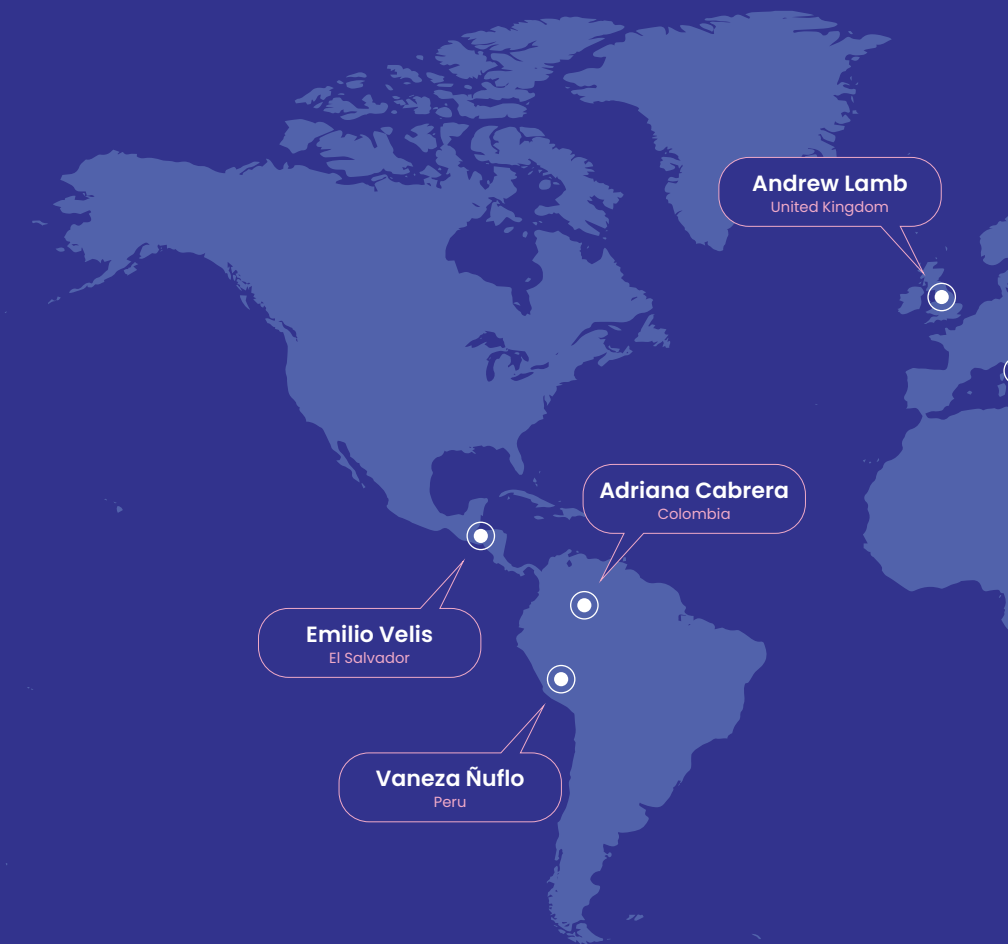 Andrew Lamb
United Kingdom
Adriana Cabrera
Colombia
Emilio Velis
El Salvador
Vaneza Ñuflo
Peru